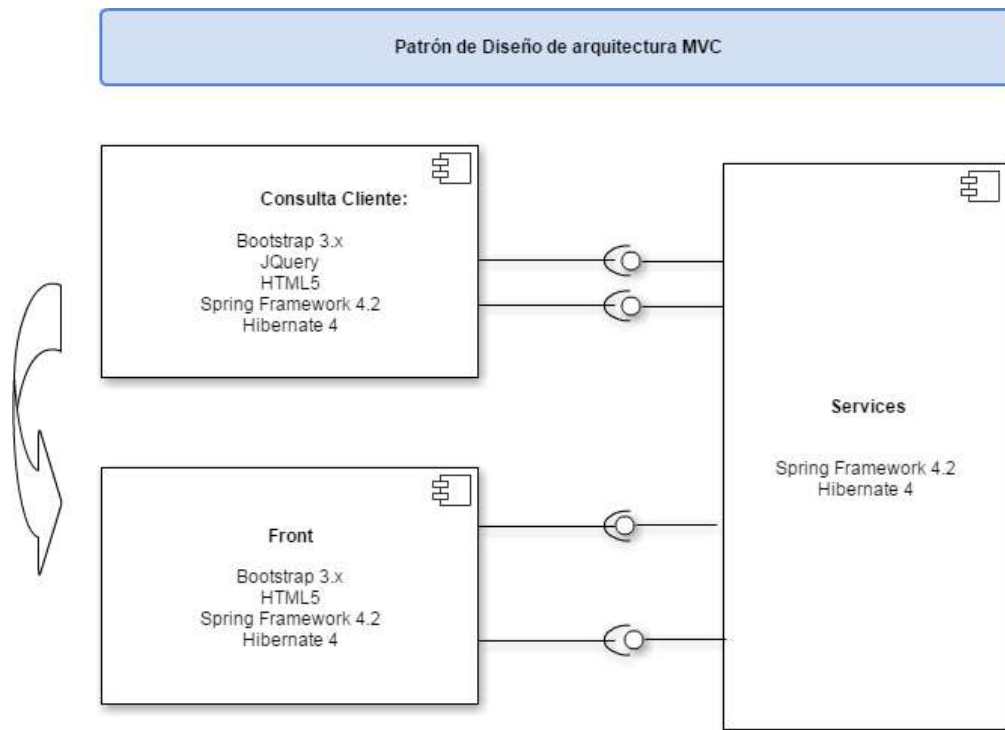 Patrón de Diseño de arquitectura MVC
Consulta Cliente:
Bootstrap 3.x
JQuery
HTML5
Spring Framework 4.2
Hibernate 4
Front
Bootstrap 3.x
HTML5
Spring Framework 4.2
Hibernate 4
Services
Spring Framework 4.2
Hibernate 4